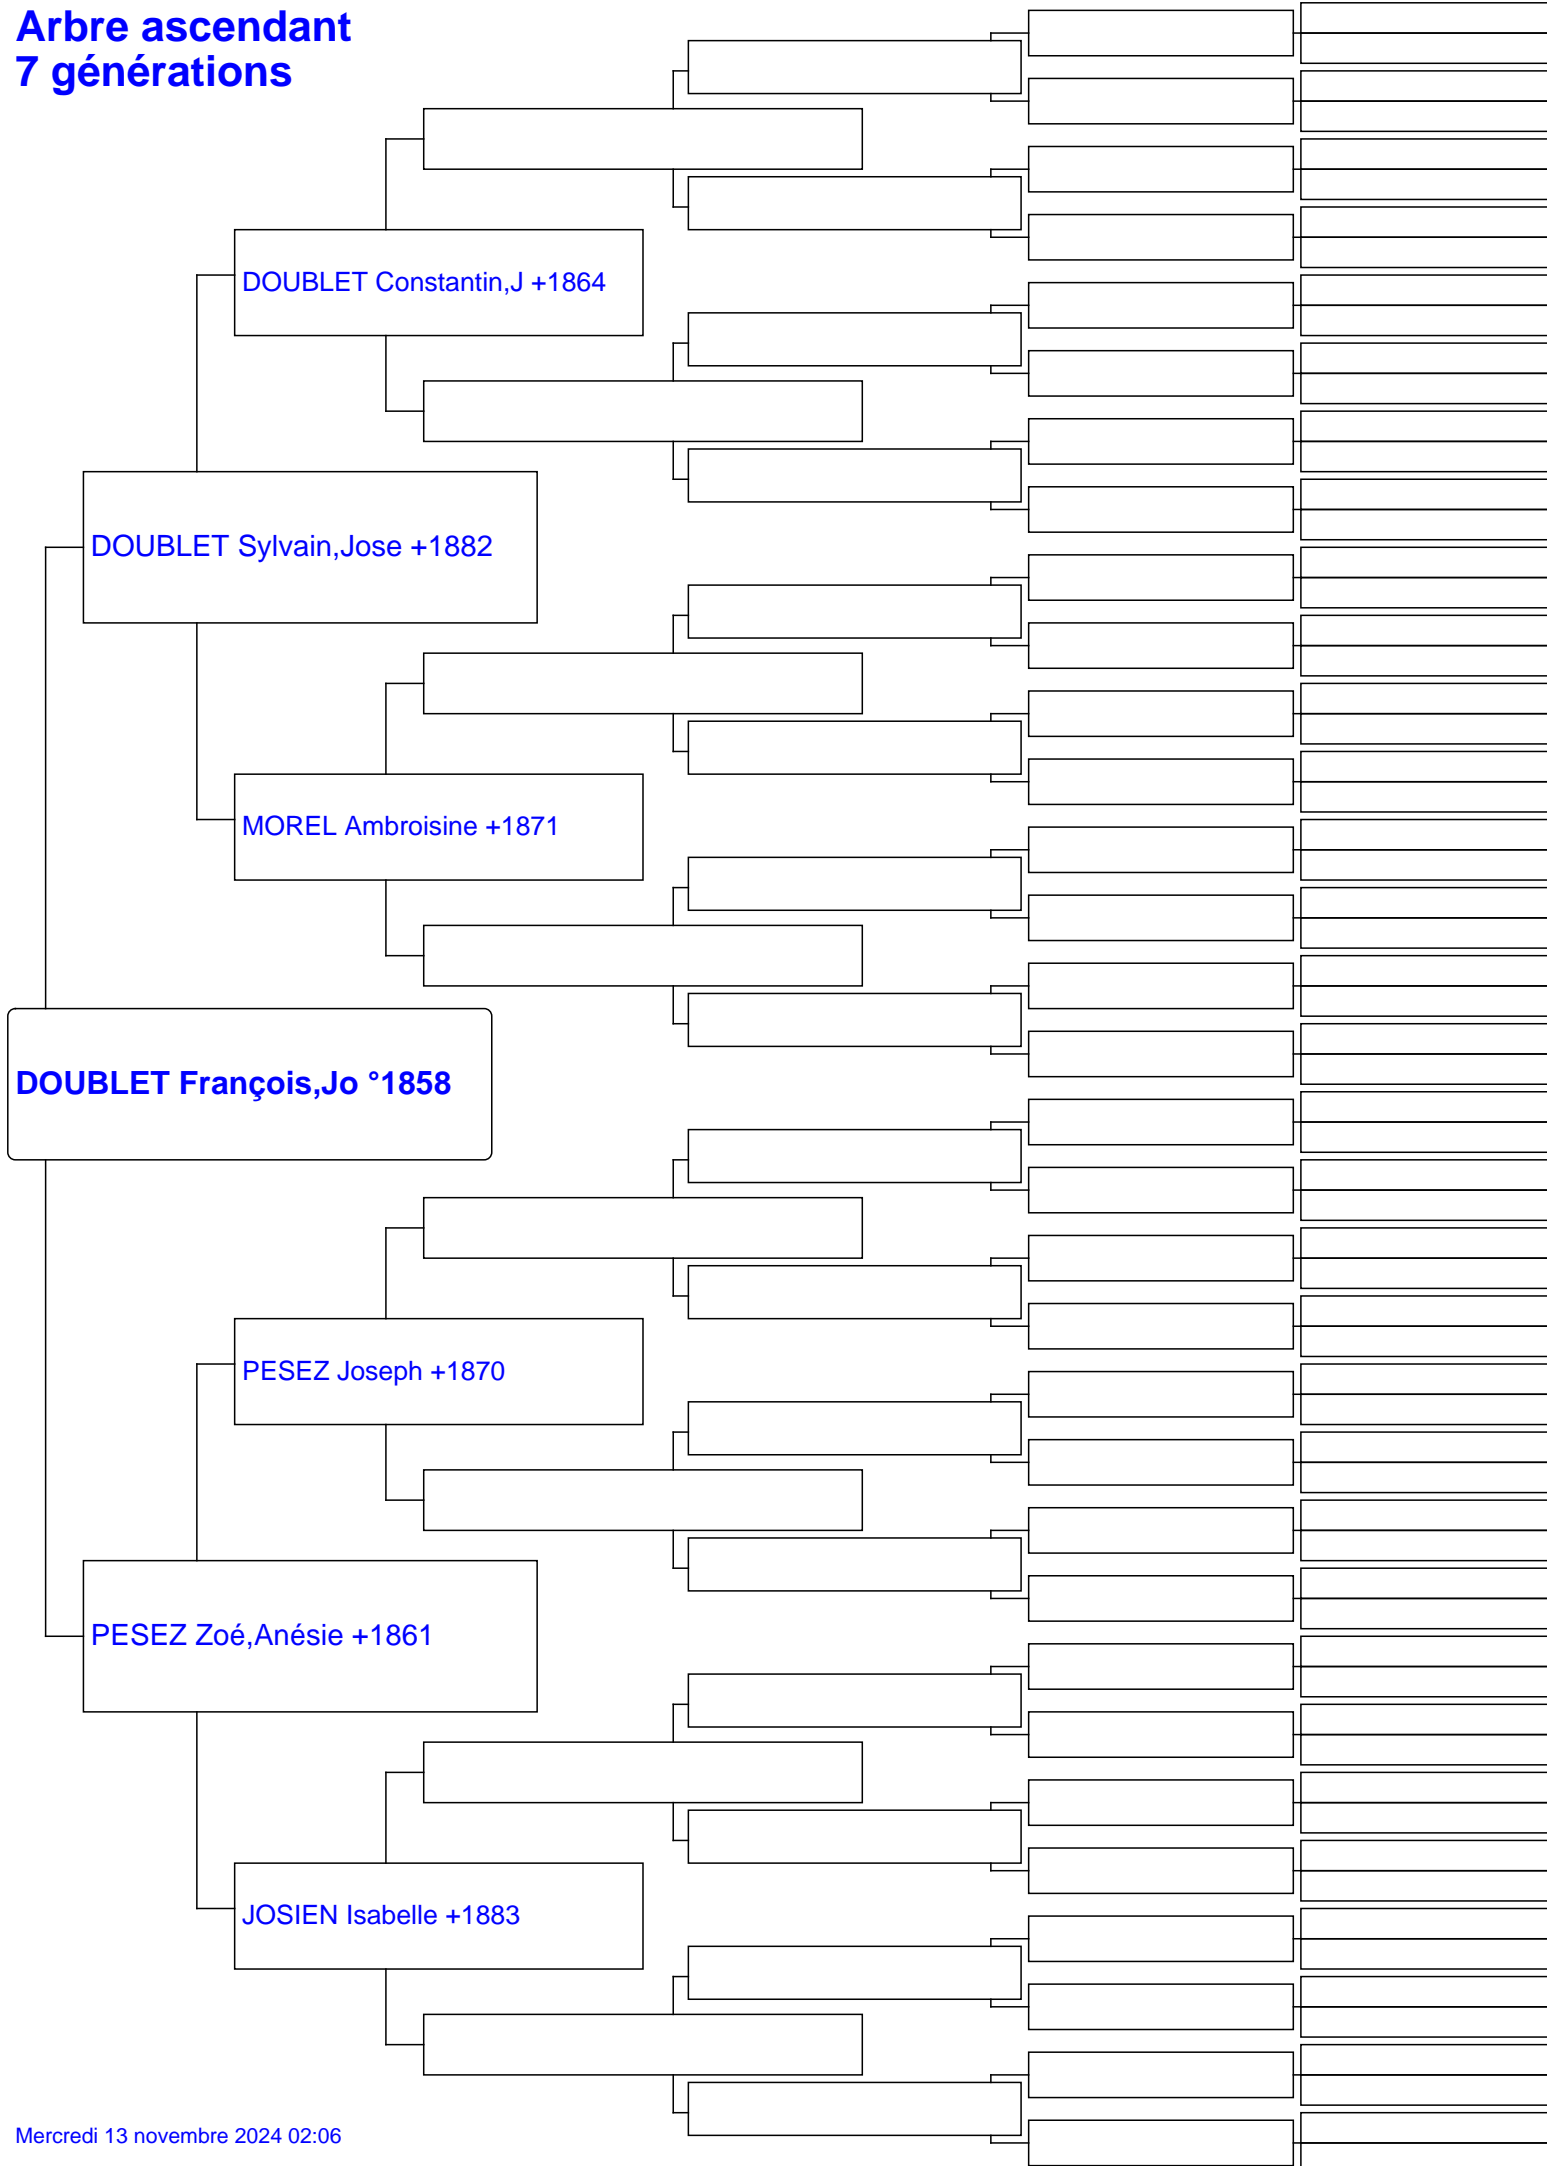 Arbre ascendant
7 générations
DOUBLET Constantin,J +1864
DOUBLET Sylvain,Jose +1882
MOREL Ambroisine +1871
DOUBLET François,Jo °1858
PESEZ Joseph +1870
PESEZ Zoé,Anésie +1861
JOSIEN Isabelle +1883
Mercredi 13 novembre 2024 02:06